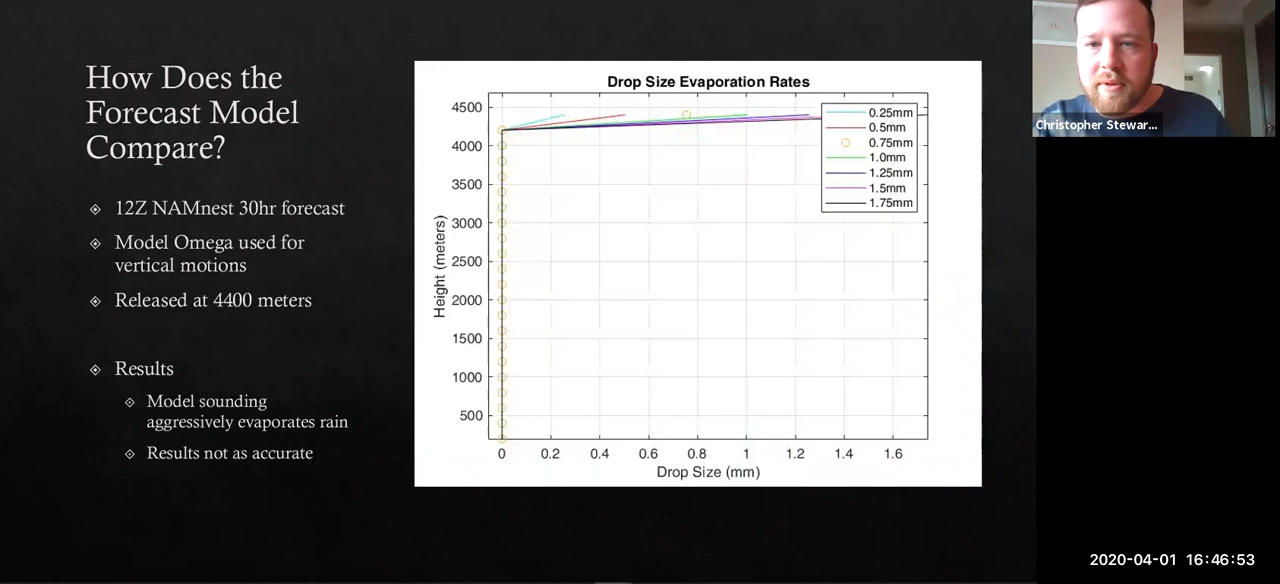 How Does the
Forecast Model
Compare?
12Z NAMnest 30hr forecast
Model Omega used for
vertical motions
Released at 4400 meters
Results
Model sounding
aggressively evaporates rain
Results not as accurate
Drop Size Evaporation Rates
Height (meters)
4500
4000
3500
3000
2500
2000
1500
1000
500
0 0.2 0.4 0.6 0.8 1 1.2 1.4 1.6
Drop Size (mm)
0.25mm
0.5mm
0.75mm
1.0mm
1.25mm
1.5mm
1.75mm
Christopher Stewar...
2020-04-01 16:46:53